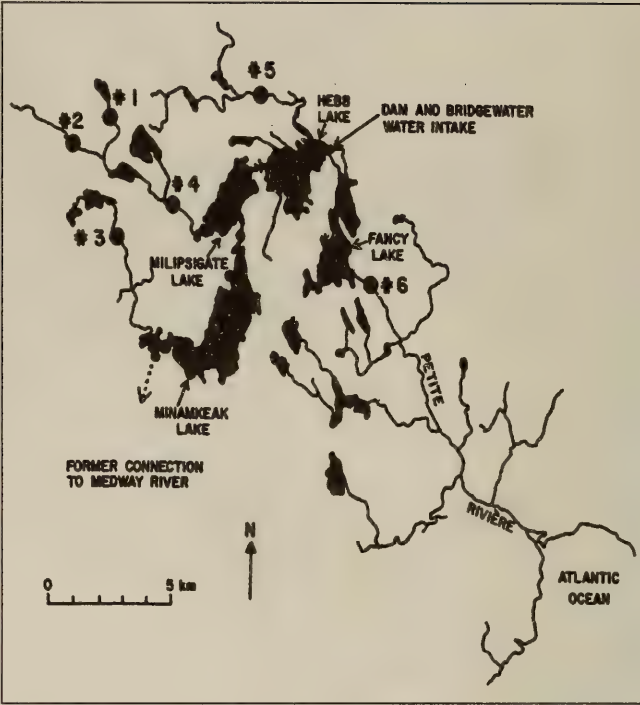 #5
#1
HEBB
LAKE
DAM AND BRIDGEWATER
WATER INTAKE
#2
#4
#3
FANCY
LAKE
MILIPSIGATE
LAKE
#6
PETITE
MINAMKEAK
LAKE
FORMER CONNECTION
TO MEDWAY RIVER
RIVIÈRE
N
0 5 km
ATLANTIC
OCEAN